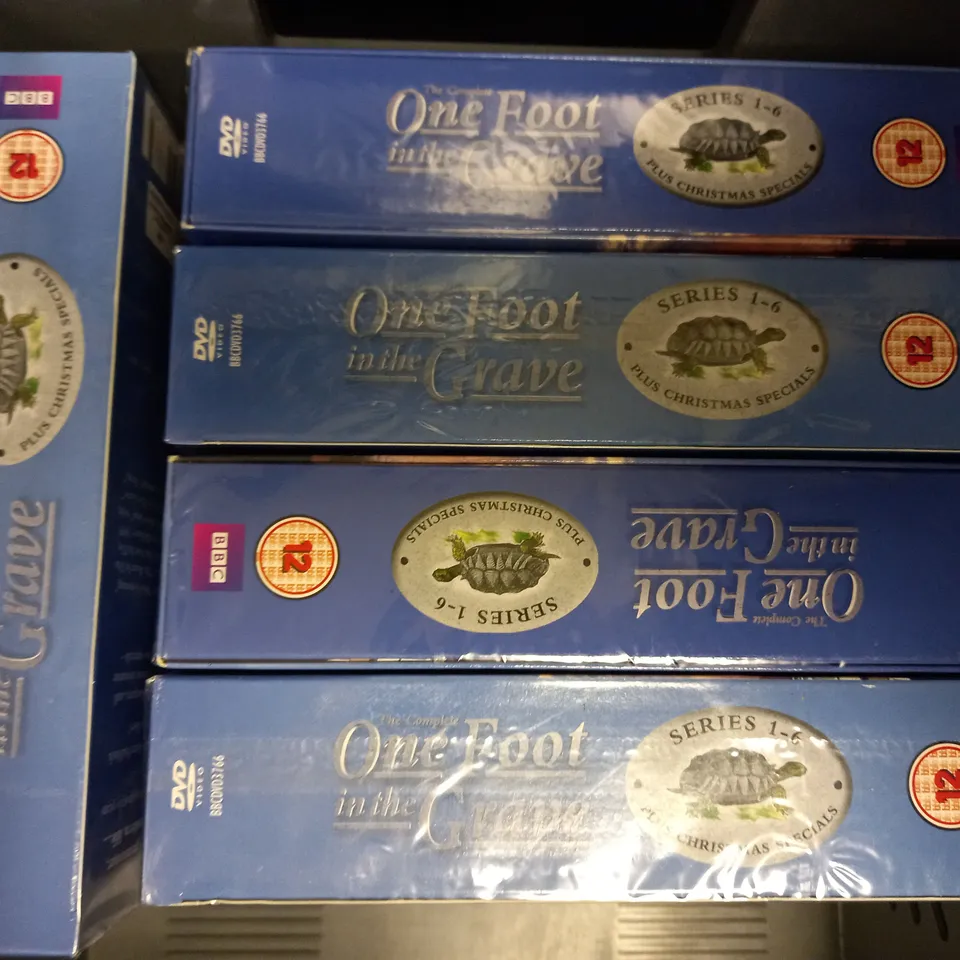 BBC
12
PLUS CHRISTMAS SPECIALS
in the Grave
The Complete
One Foot
in the Grave
DVD
VIDEO
BBCDVD3766
SERIES 1-6
PLUS CHRISTMAS SPECIALS
12
One Foot
in the Grave
DVD
VIDEO
BBCDVD3766
SERIES 1-6
PLUS CHRISTMAS SPECIALS
12
BBC
12
SERIES 1-6
PLUS CHRISTMAS SPECIALS
The Complete
One Foot
in the Grave
The Complete
One Foot
in the Grave
DVD
VIDEO
BBCDVD3766
SERIES 1-6
PLUS CHRISTMAS SPECIALS
12